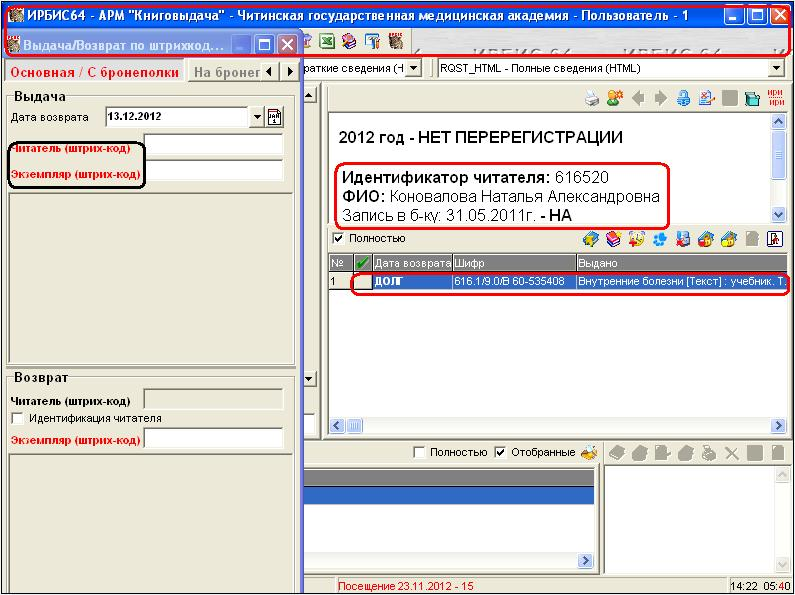 ИРБИС64 - АРМ "Книговыдача" - Читинская государственная медицинская академия - Пользователь - 1
Выдача/Возврат по штрихкод...
Основная / С бронеполки
На бронег
раткие сведения (Н
RQST_HTML - Полные сведения (HTML)
Выдача
Дата возврата
13.12.2012
Читатель (штрих-код)
Экземпляр (штрих-код)
2012 год - НЕТ ПЕРЕРЕГИСТРАЦИИ
Идентификатор читателя: 616520
ФИО: Коновалова Наталья Александровна
Запись в б-ку: 31.05.2011г. - НА
Полностью
№ Дата возврата Шифр Выдано
1 ДОЛГ 616.1/9.0/В 60-535408 Внутренние болезни [Текст] : учебник. Т.
Возврат
Читатель (штрих-код)
Идентификация читателя
Экземпляр (штрих-код)
Полностью Отобранные
Посещение 23.11.2012 - 15
14:22 05:40